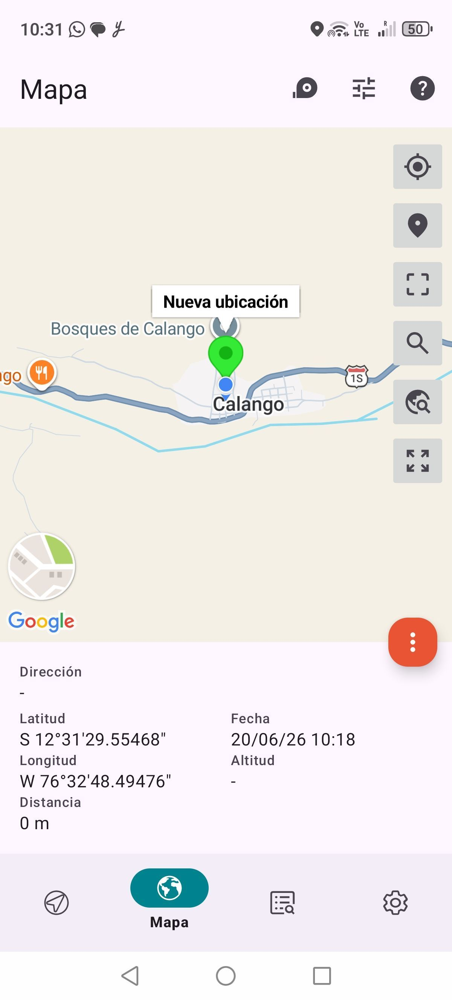 10:31
Vo
LTE
R
50
Mapa
Nueva ubicación
Bosques de Calango
ngo
1S
Calango
Google
Dirección
-
Latitud
Fecha
S 12°31'29.55468"
20/06/26 10:18
Longitud
Altitud
W 76°32'48.49476"
-
Distancia
0 m
Mapa